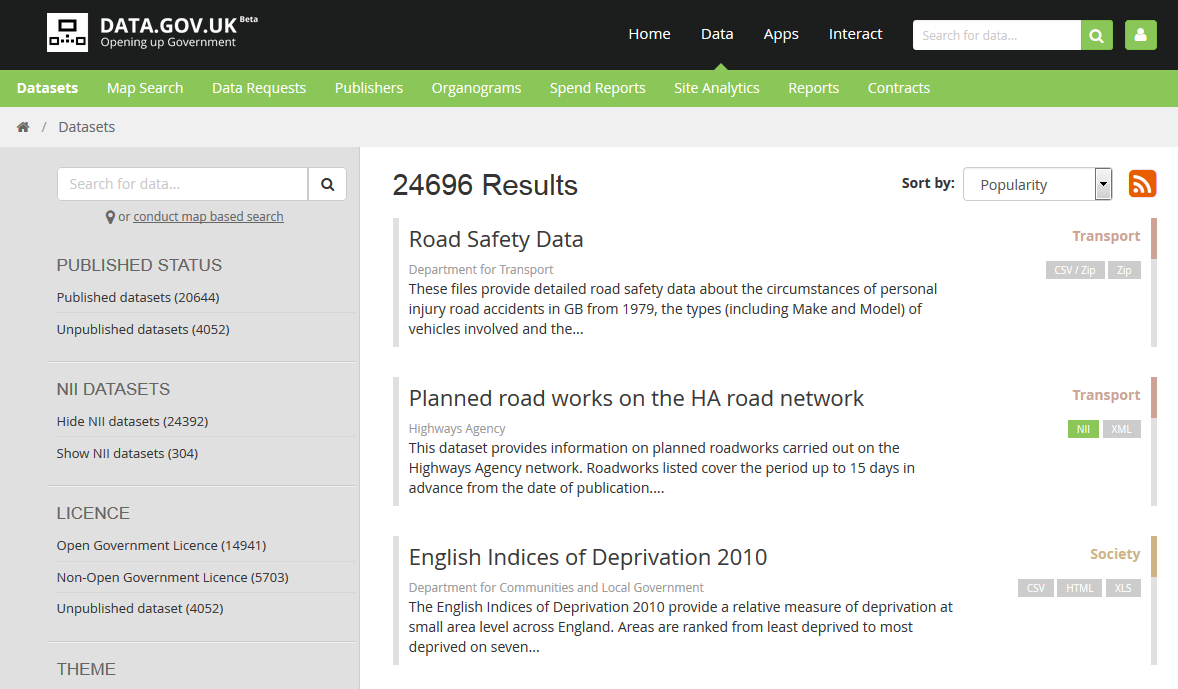 DATA.GOV.UK Beta
Opening up Government
Home Data Apps Interact
Search for data...
Datasets Map Search Data Requests Publishers Organograms Spend Reports Site Analytics Reports Contracts
/ Datasets
Search for data...
or conduct map based search
PUBLISHED STATUS
Published datasets (20644)
Unpublished datasets (4052)
NII DATASETS
Hide NII datasets (24392)
Show NII datasets (304)
LICENCE
Open Government Licence (14941)
Non-Open Government Licence (5703)
Unpublished dataset (4052)
THEME
24696 Results
Sort by: Popularity
Road Safety Data
Transport
Department for Transport
CSV / Zip Zip
These files provide detailed road safety data about the circumstances of personal
injury road accidents in GB from 1979, the types (including Make and Model) of
vehicles involved and the...
Planned road works on the HA road network
Transport
Highways Agency
NII XML
This dataset provides information on planned roadworks carried out on the
Highways Agency network. Roadworks listed cover the period up to 15 days in
advance from the date of publication....
English Indices of Deprivation 2010
Society
Department for Communities and Local Government
CSV HTML XLS
The English Indices of Deprivation 2010 provide a relative measure of deprivation at
small area level across England. Areas are ranked from least deprived to most
deprived on seven...